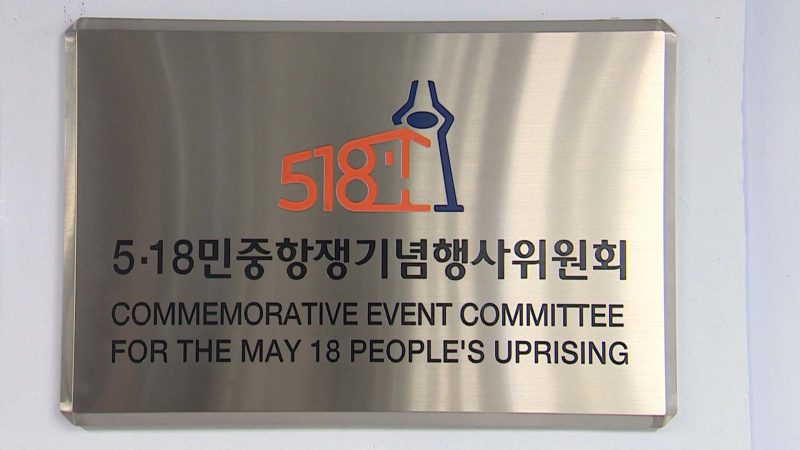 518
5·18민중항쟁기념행사위원회
COMMEMORATIVE EVENT COMMITTEE
FOR THE MAY 18 PEOPLE'S UPRISING